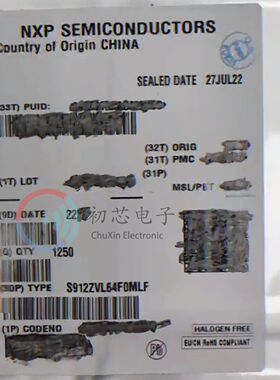 NXP SEMICONDUCTORS
Country of Origin CHINA
SEALED DATE 27JUL22
(33T) PUID:
(32T) ORIG
(31T) PMC
(31P)
(1T) LOT
MSL/PBT
(9D) DATE 22
初芯电子
ChuXin Electronic
(Q) QTY 1250
(30P) TYPE S912ZVL64F0MLF
(1P) CODENO
HALOGEN FREE
EU/CN RoHS COMPLIANT
Pb